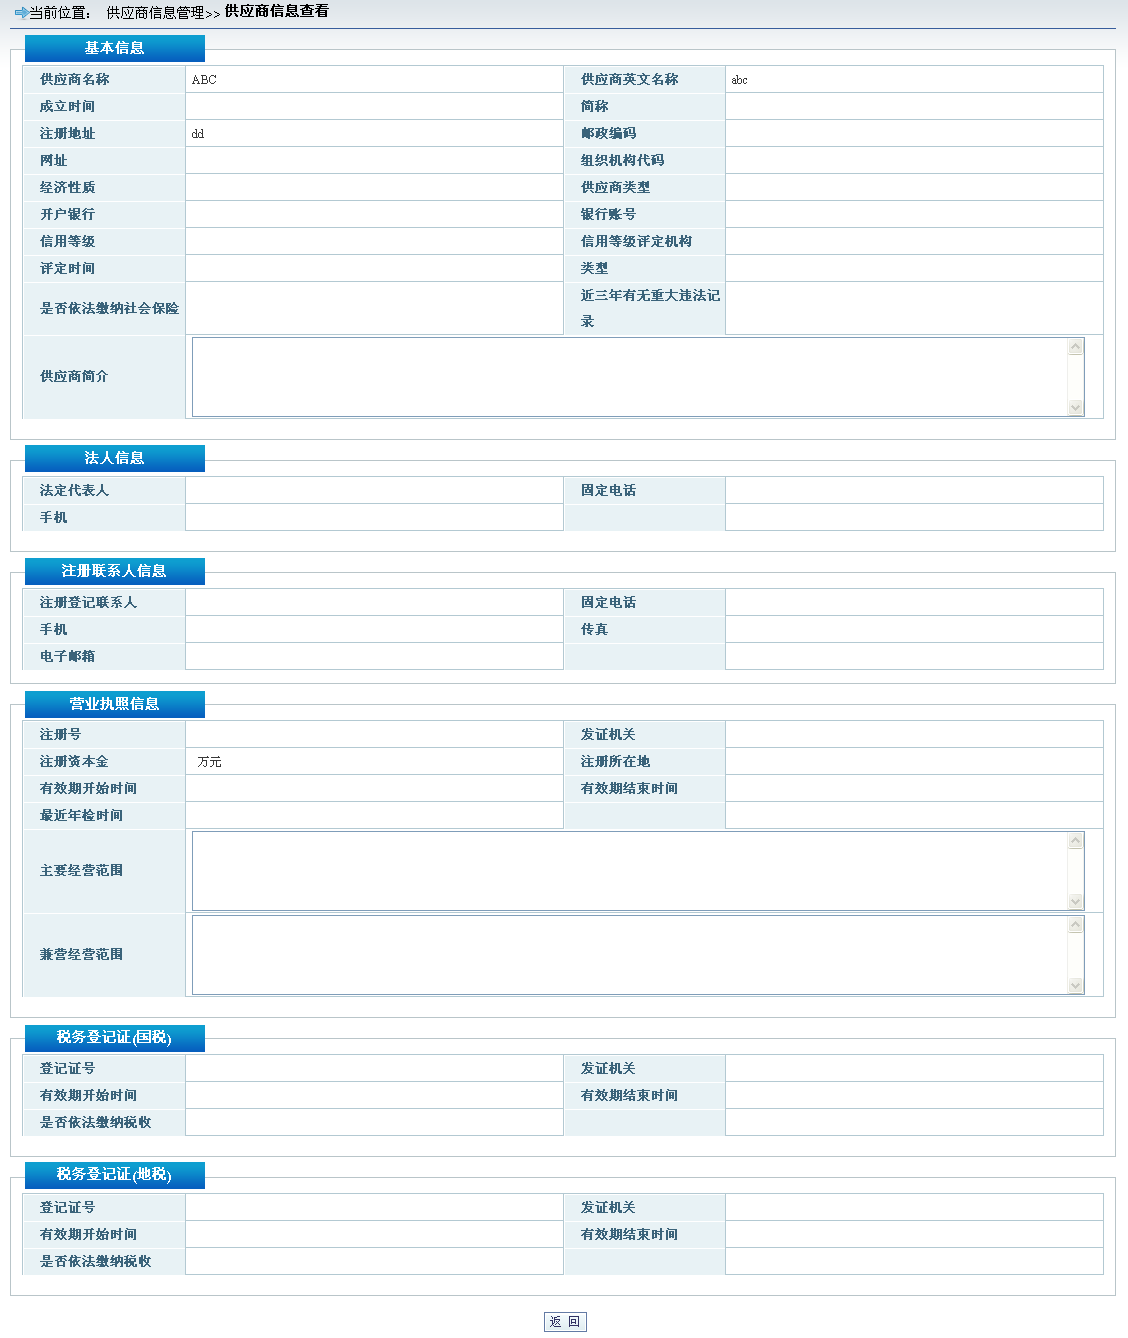 当前位置： 供应商信息管理>> 供应商信息查看
基本信息
供应商名称 ABC 供应商英文名称 abc
成立时间 简称
注册地址 dd 邮政编码
网址 组织机构代码
经济性质 供应商类型
开户银行 银行账号
信用等级 信用等级评定机构
评定时间 类型
是否依法缴纳社会保险 近三年有无重大违法记
录
供应商简介
法人信息
法定代表人 固定电话
手机
注册联系人信息
注册登记联系人 固定电话
手机 传真
电子邮箱
营业执照信息
注册号 发证机关
注册资本金 万元 注册所在地
有效期开始时间 有效期结束时间
最近年检时间
主要经营范围
兼营经营范围
税务登记证(国税)
登记证号 发证机关
有效期开始时间 有效期结束时间
是否依法缴纳税收
税务登记证(地税)
登记证号 发证机关
有效期开始时间 有效期结束时间
是否依法缴纳税收
返 回